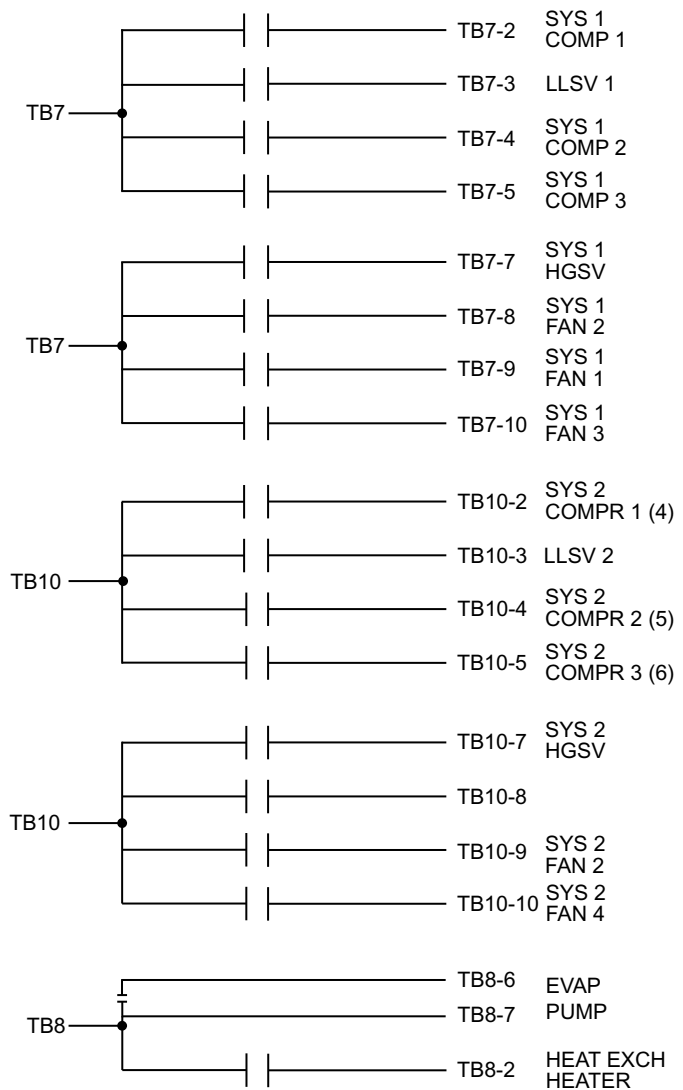 TB7
TB7-2 SYS 1
COMP 1
TB7-3 LLSV 1
TB7-4 SYS 1
COMP 2
TB7-5 SYS 1
COMP 3
TB7
TB7-7 SYS 1
HGSV
TB7-8 SYS 1
FAN 2
TB7-9 SYS 1
FAN 1
TB7-10 SYS 1
FAN 3
TB10
TB10-2 SYS 2
COMPR 1 (4)
TB10-3 LLSV 2
TB10-4 SYS 2
COMPR 2 (5)
TB10-5 SYS 2
COMPR 3 (6)
TB10
TB10-7 SYS 2
HGSV
TB10-8
TB10-9 SYS 2
FAN 2
TB10-10 SYS 2
FAN 4
TB8
TB8-6 EVAP
TB8-7 PUMP
TB8-2 HEAT EXCH
HEATER